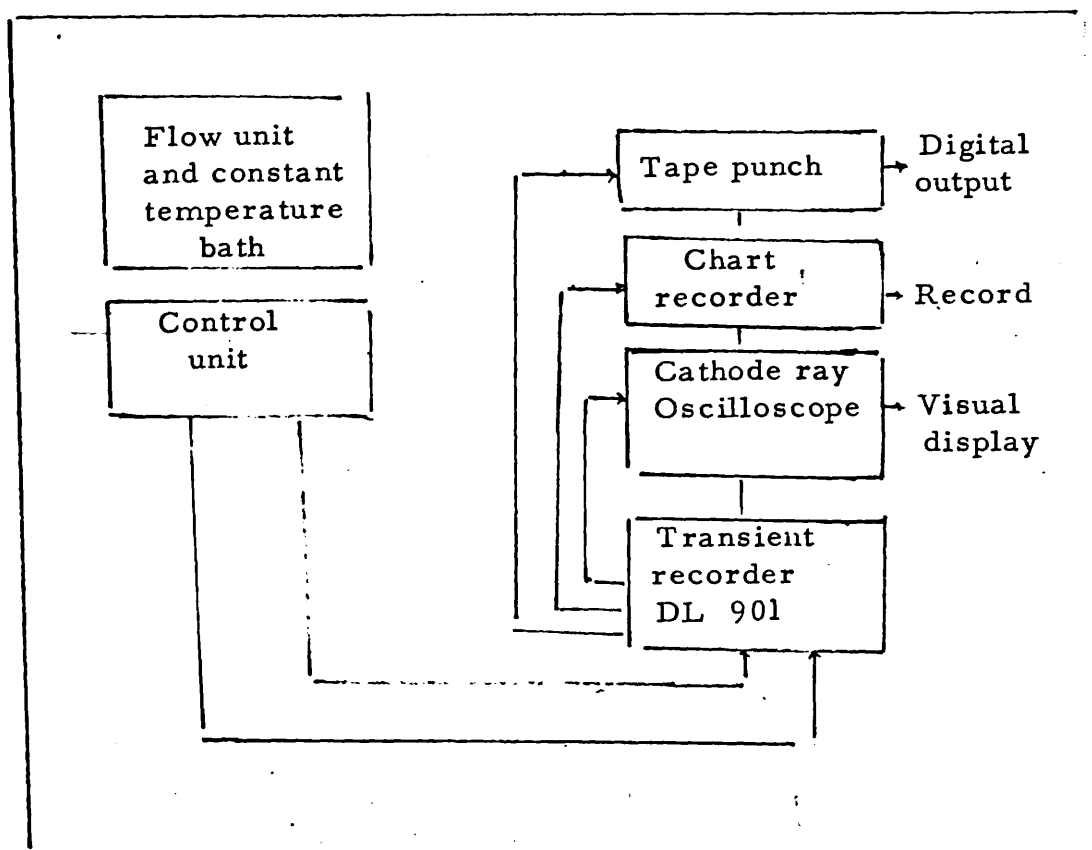 Flow unit
and constant
temperature
bath
Control
unit
Tape punch
Digital
output
Chart
recorder
Record
Cathode ray
Oscilloscope
Visual
display
Transient
recorder
DL 901